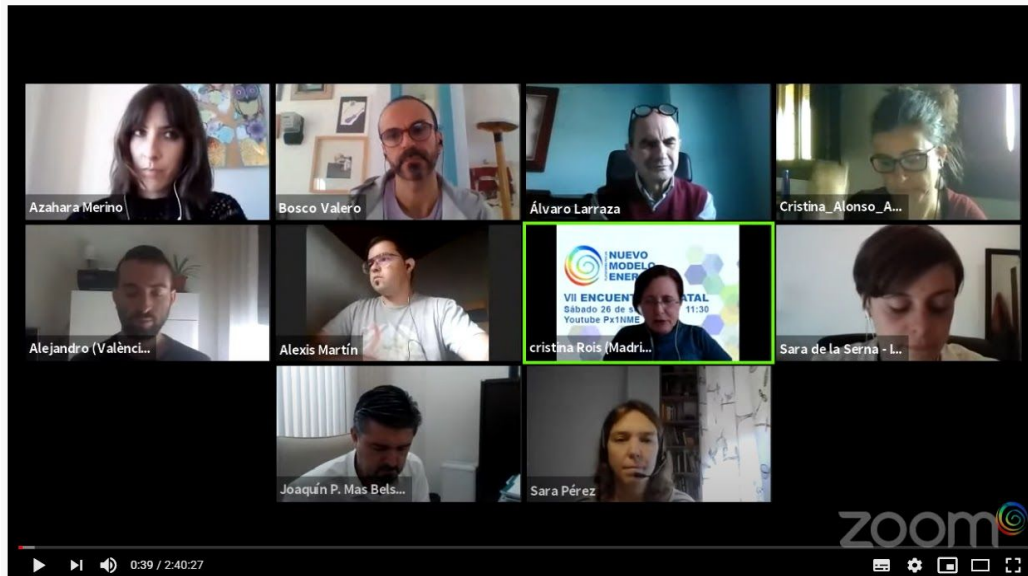 Azahara Merino
Bosco Valero
Álvaro Larraza
Cristina_Alonso_A...
NUEVO
MODELO
ENER
VII ENCUENT ATAL
Sábado 26 de s 11:30
Youtube Px1NME
Alejandro (Valènci...
Alexis Martín
cristina Rois (Madri...
Sara de la Serna - I...
Joaquín P. Mas Bels...
Sara Pérez
zoom
0:39 / 2:40:27